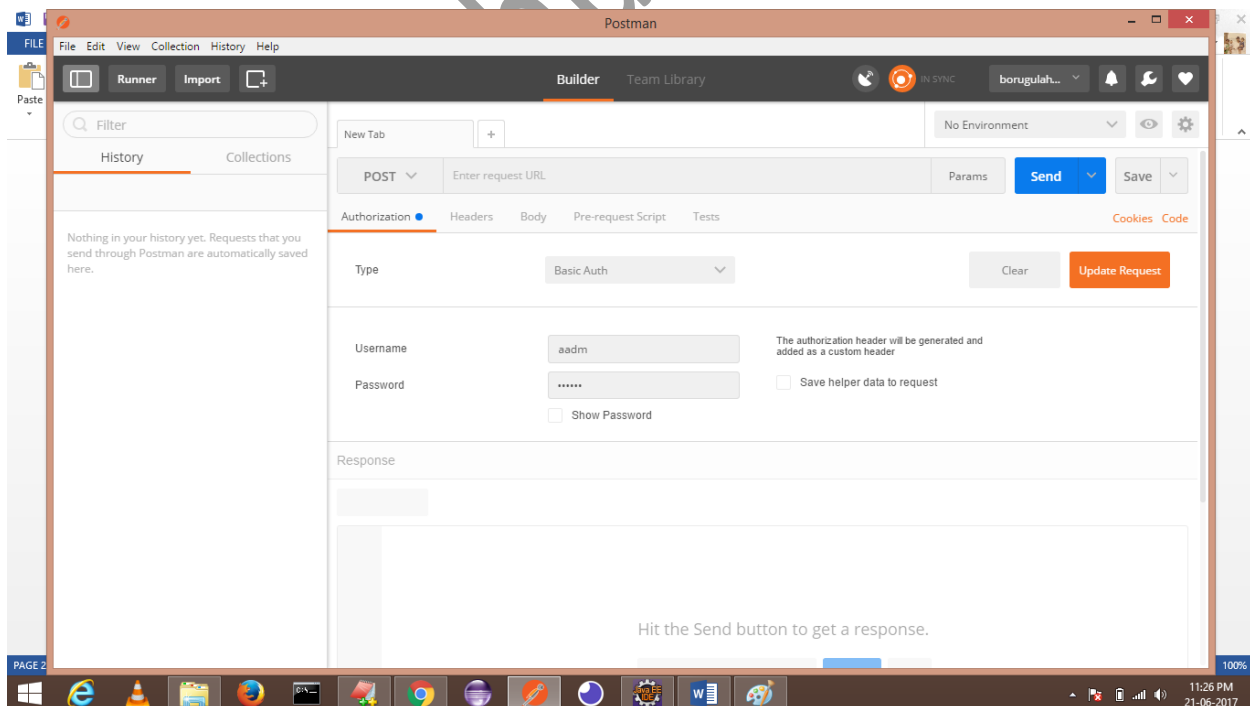 Postman
FILE
File Edit View Collection History Help
Paste
Runner Import Builder Team Library IN SYNC borugulah...
Filter
History Collections
New Tab + No Environment
POST Enter request URL Params Send Save
Authorization Headers Body Pre-request Script Tests Cookies Code
Nothing in your history yet. Requests that you
send through Postman are automatically saved
here.
Type Basic Auth Clear Update Request
Username aadm The authorization header will be generated and
added as a custom header
Password •••••• Save helper data to request
Show Password
Response
Hit the Send button to get a response.
PAGE 2 100%
C:\_
Java EE
IDE
11:26 PM
21-06-2017